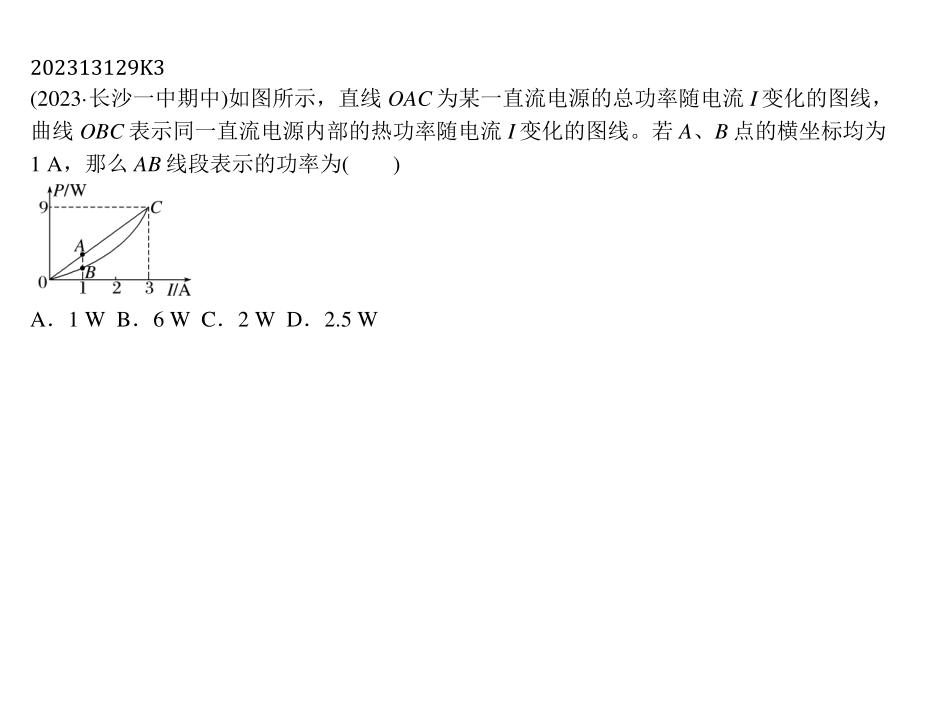 202313129K3
(2023·长沙一中期中)如图所示，直线 OAC 为某一直流电源的总功率随电流 I 变化的图线，
曲线 OBC 表示同一直流电源内部的热功率随电流 I 变化的图线。若 A、B 点的横坐标均为
1 A，那么 AB 线段表示的功率为(　　)
P/W
9
C
A
B
0
1 2 3 I/A
A．1 W B．6 W C．2 W D．2.5 W